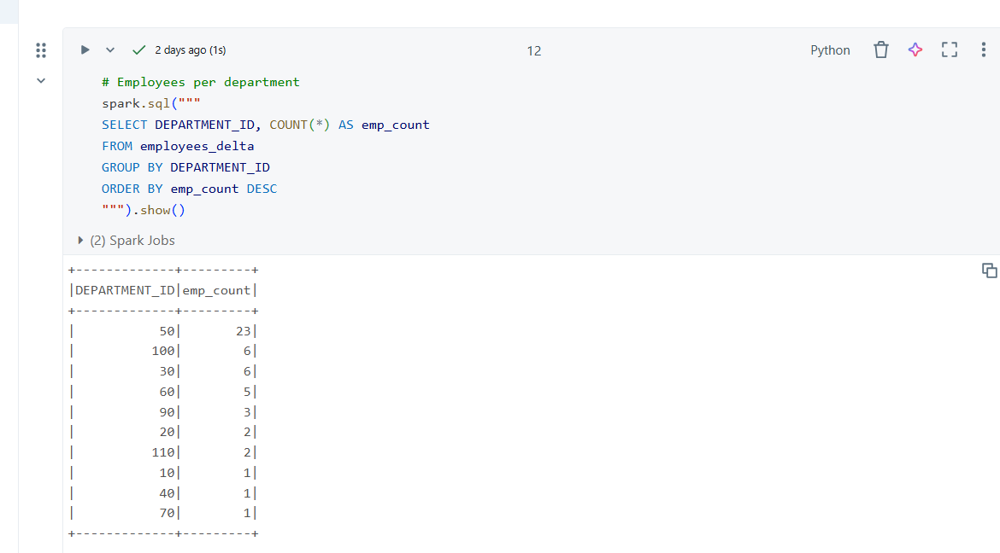 2 days ago (1s)
12
Python
# Employees per department
spark.sql("""
SELECT DEPARTMENT_ID, COUNT(*) AS emp_count
FROM employees_delta
GROUP BY DEPARTMENT_ID
ORDER BY emp_count DESC
""").show()
(2) Spark Jobs
+-------------+---------+
|DEPARTMENT_ID|emp_count|
+-------------+---------+
|           50|       23|
|          100|        6|
|           30|        6|
|           60|        5|
|           90|        3|
|           20|        2|
|          110|        2|
|           10|        1|
|           40|        1|
|           70|        1|
+-------------+---------+